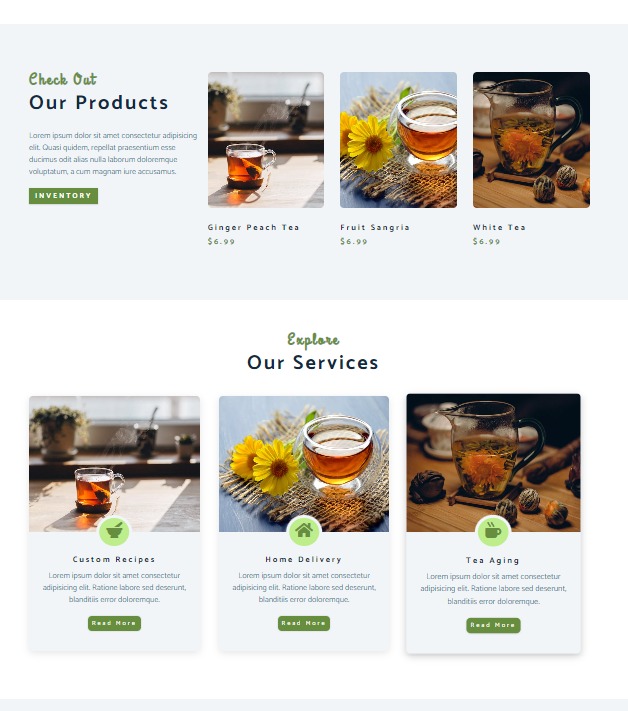 Check Out
Our Products
Lorem ipsum dolor sit amet consectetur adipisicing
elit. Quasi quidem, repellat praesentium esse
ducimus odit alias nulla laborum doloremque
voluptatum, a cum magnam iure accusamus.
INVENTORY
Ginger Peach Tea
$6.99
Fruit Sangria
$6.99
White Tea
$6.99
Explore
Our Services
Custom Recipes
Lorem ipsum dolor sit amet consectetur
adipisicing elit. Ratione labore sed deserunt,
blanditiis error doloremque.
Read More
Home Delivery
Lorem ipsum dolor sit amet consectetur
adipisicing elit. Ratione labore sed deserunt,
blanditiis error doloremque.
Read More
Tea Aging
Lorem ipsum dolor sit amet consectetur
adipisicing elit. Ratione labore sed deserunt,
blanditiis error doloremque.
Read More